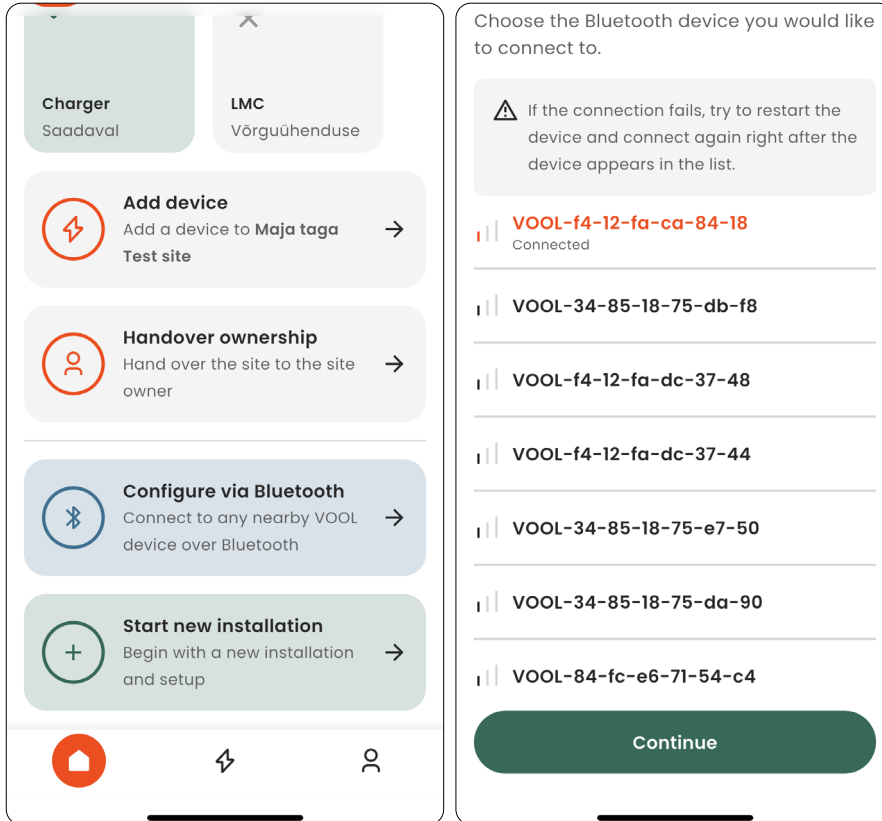 Charger
Saadaval
LMC
Võrguühenduse
Add device
Add a device to Maja taga
Test site
Handover ownership
Hand over the site to the site
owner
Configure via Bluetooth
Connect to any nearby VOOL
device over Bluetooth
Start new installation
Begin with a new installation
and setup
Choose the Bluetooth device you would like
to connect to.
If the connection fails, try to restart the
device and connect again right after the
device appears in the list.
VOOL-f4-12-fa-ca-84-18
Connected
VOOL-34-85-18-75-db-f8
VOOL-f4-12-fa-dc-37-48
VOOL-f4-12-fa-dc-37-44
VOOL-34-85-18-75-e7-50
VOOL-34-85-18-75-da-90
VOOL-84-fc-e6-71-54-c4
Continue